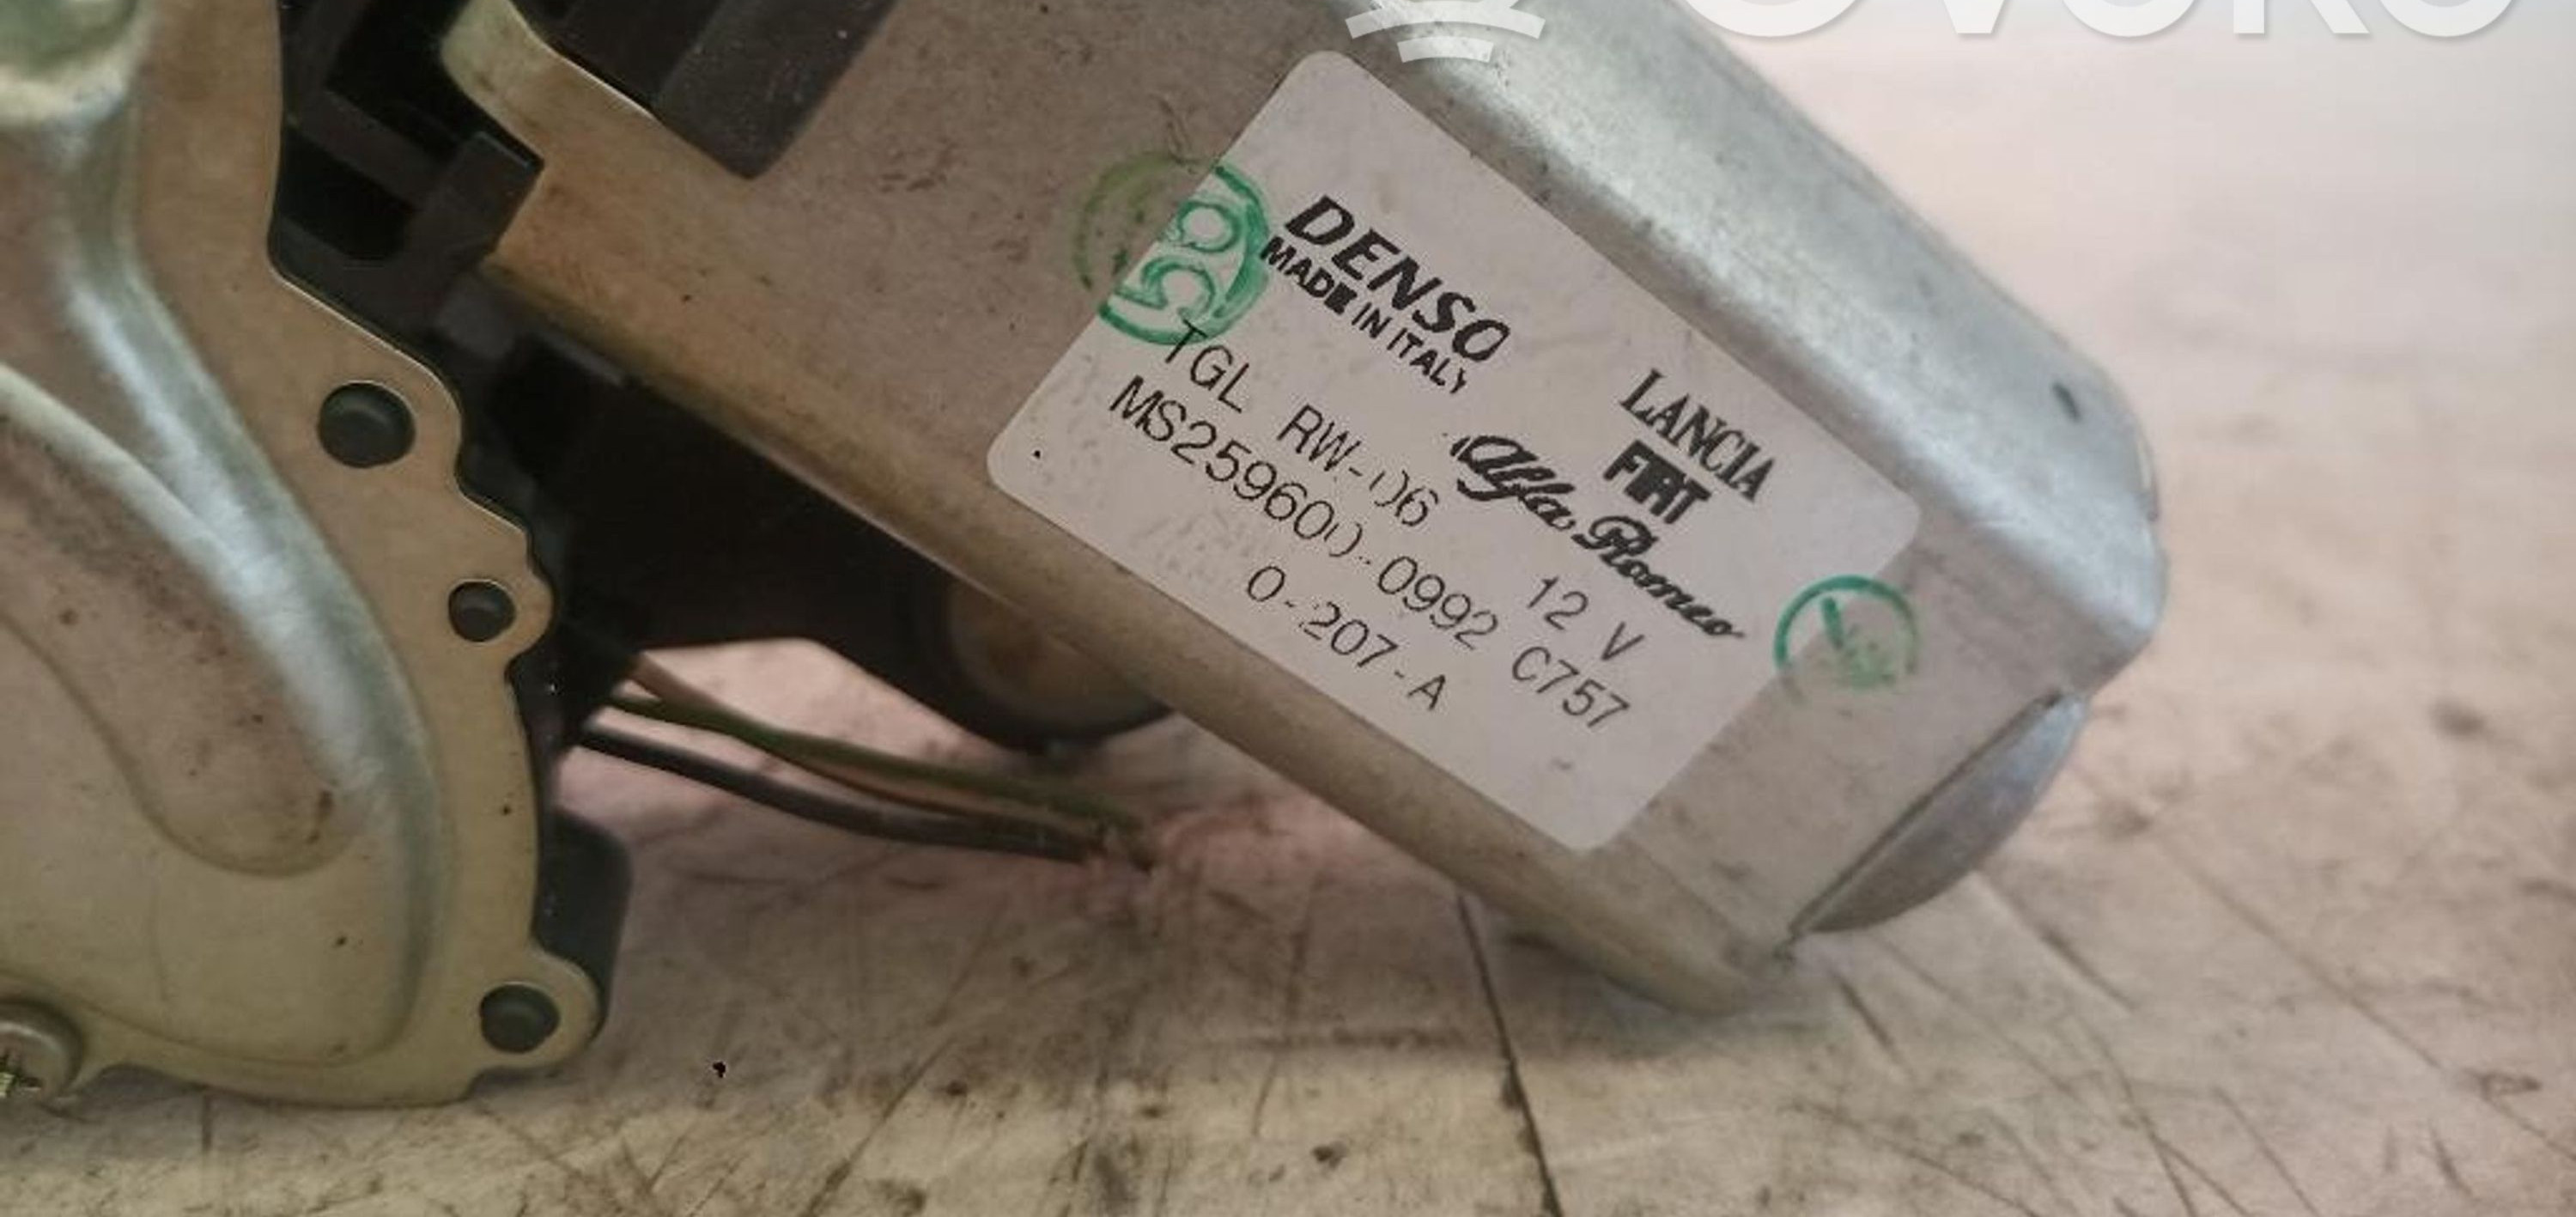 DENSO
MADE IN ITALY
LANCIA
FIAT
Alfa Romeo
TGL RW-06 12 V
MS259600-0992 C757
0-207-A